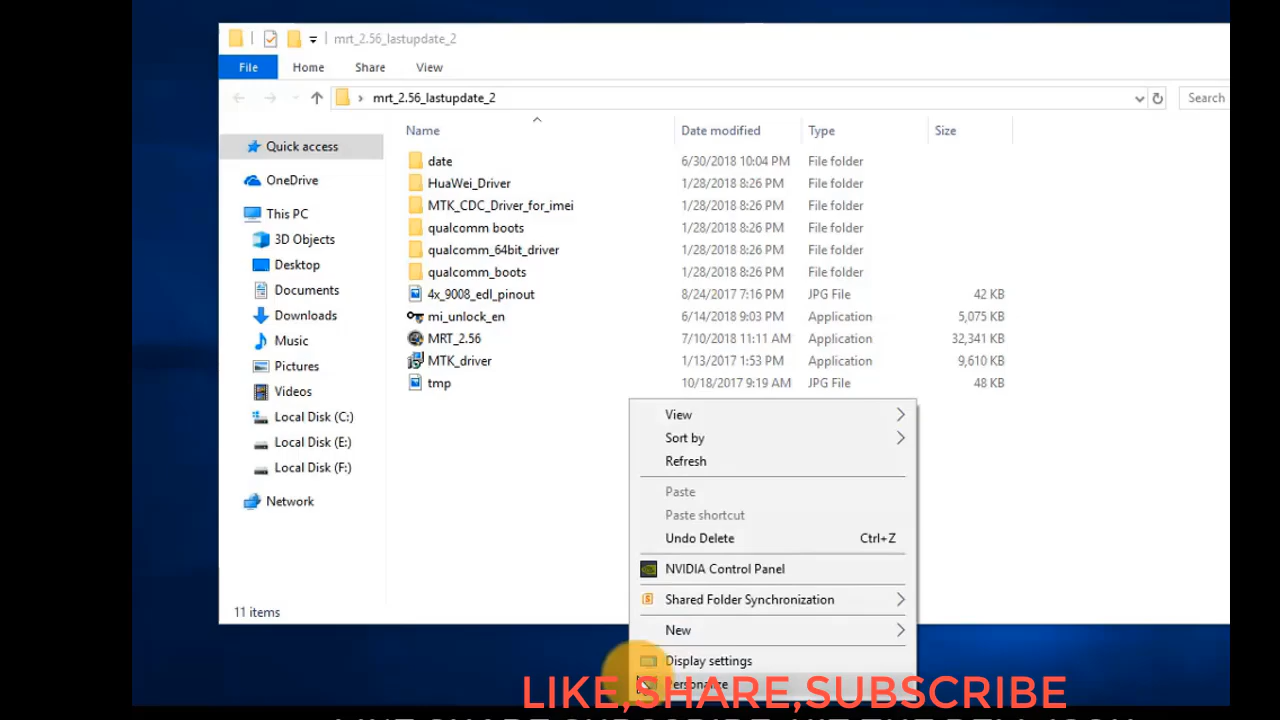 mrt_2.56_lastupdate_2
File Home Share View
mrt_2.56_lastupdate_2 Search
Name Date modified Type Size
Quick access
OneDrive
This PC
3D Objects
Desktop
Documents
Downloads
Music
Pictures
Videos
Local Disk (C:)
Local Disk (E:)
Local Disk (F:)
Network
date 6/30/2018 10:04 PM File folder
HuaWei_Driver 1/28/2018 8:26 PM File folder
MTK_CDC_Driver_for_imei 1/28/2018 8:26 PM File folder
qualcomm boots 1/28/2018 8:26 PM File folder
qualcomm_64bit_driver 1/28/2018 8:26 PM File folder
qualcomm_boots 1/28/2018 8:26 PM File folder
4x_9008_edl_pinout 8/24/2017 7:16 PM JPG File 42 KB
mi_unlock_en 6/14/2018 9:03 PM Application 5,075 KB
MRT_2.56 7/10/2018 11:11 AM Application 32,341 KB
MTK_driver 1/13/2017 1:53 PM Application 9,610 KB
tmp 10/18/2017 9:19 AM JPG File 48 KB
View
Sort by
Refresh
Paste
Paste shortcut
Undo Delete Ctrl+Z
NVIDIA Control Panel
Shared Folder Synchronization
New
Display settings
Personalize
11 items
LIKE,SHARE,SUBSCRIBE